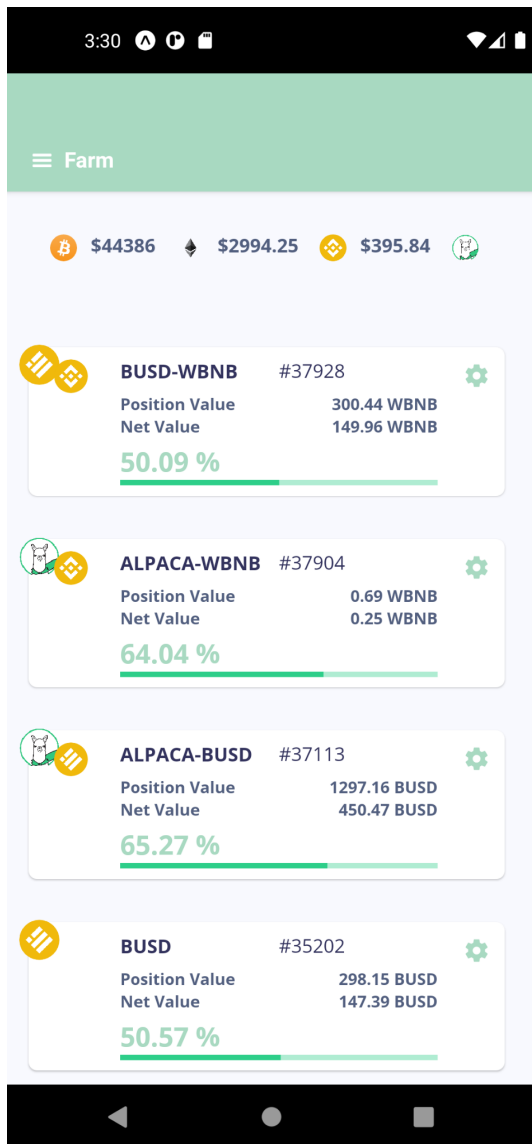 3:30
Farm
$44386 $2994.25 $395.84
BUSD-WBNB #37928
Position Value 300.44 WBNB
Net Value 149.96 WBNB
50.09 %
ALPACA-WBNB #37904
Position Value 0.69 WBNB
Net Value 0.25 WBNB
64.04 %
ALPACA-BUSD #37113
Position Value 1297.16 BUSD
Net Value 450.47 BUSD
65.27 %
BUSD #35202
Position Value 298.15 BUSD
Net Value 147.39 BUSD
50.57 %